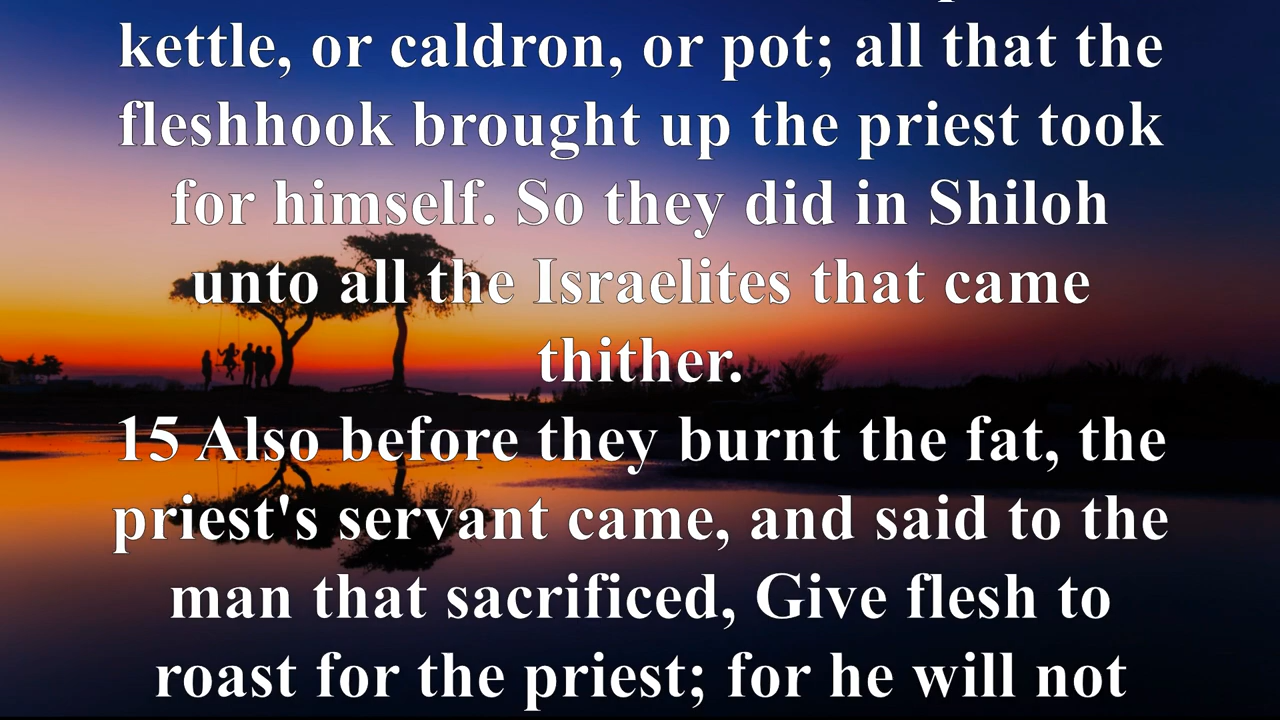 kettle, or caldron, or pot; all that the
fleshhook brought up the priest took
for himself. So they did in Shiloh
unto all the Israelites that came
thither.
15 Also before they burnt the fat, the
priest's servant came, and said to the
man that sacrificed, Give flesh to
roast for the priest; for he will not